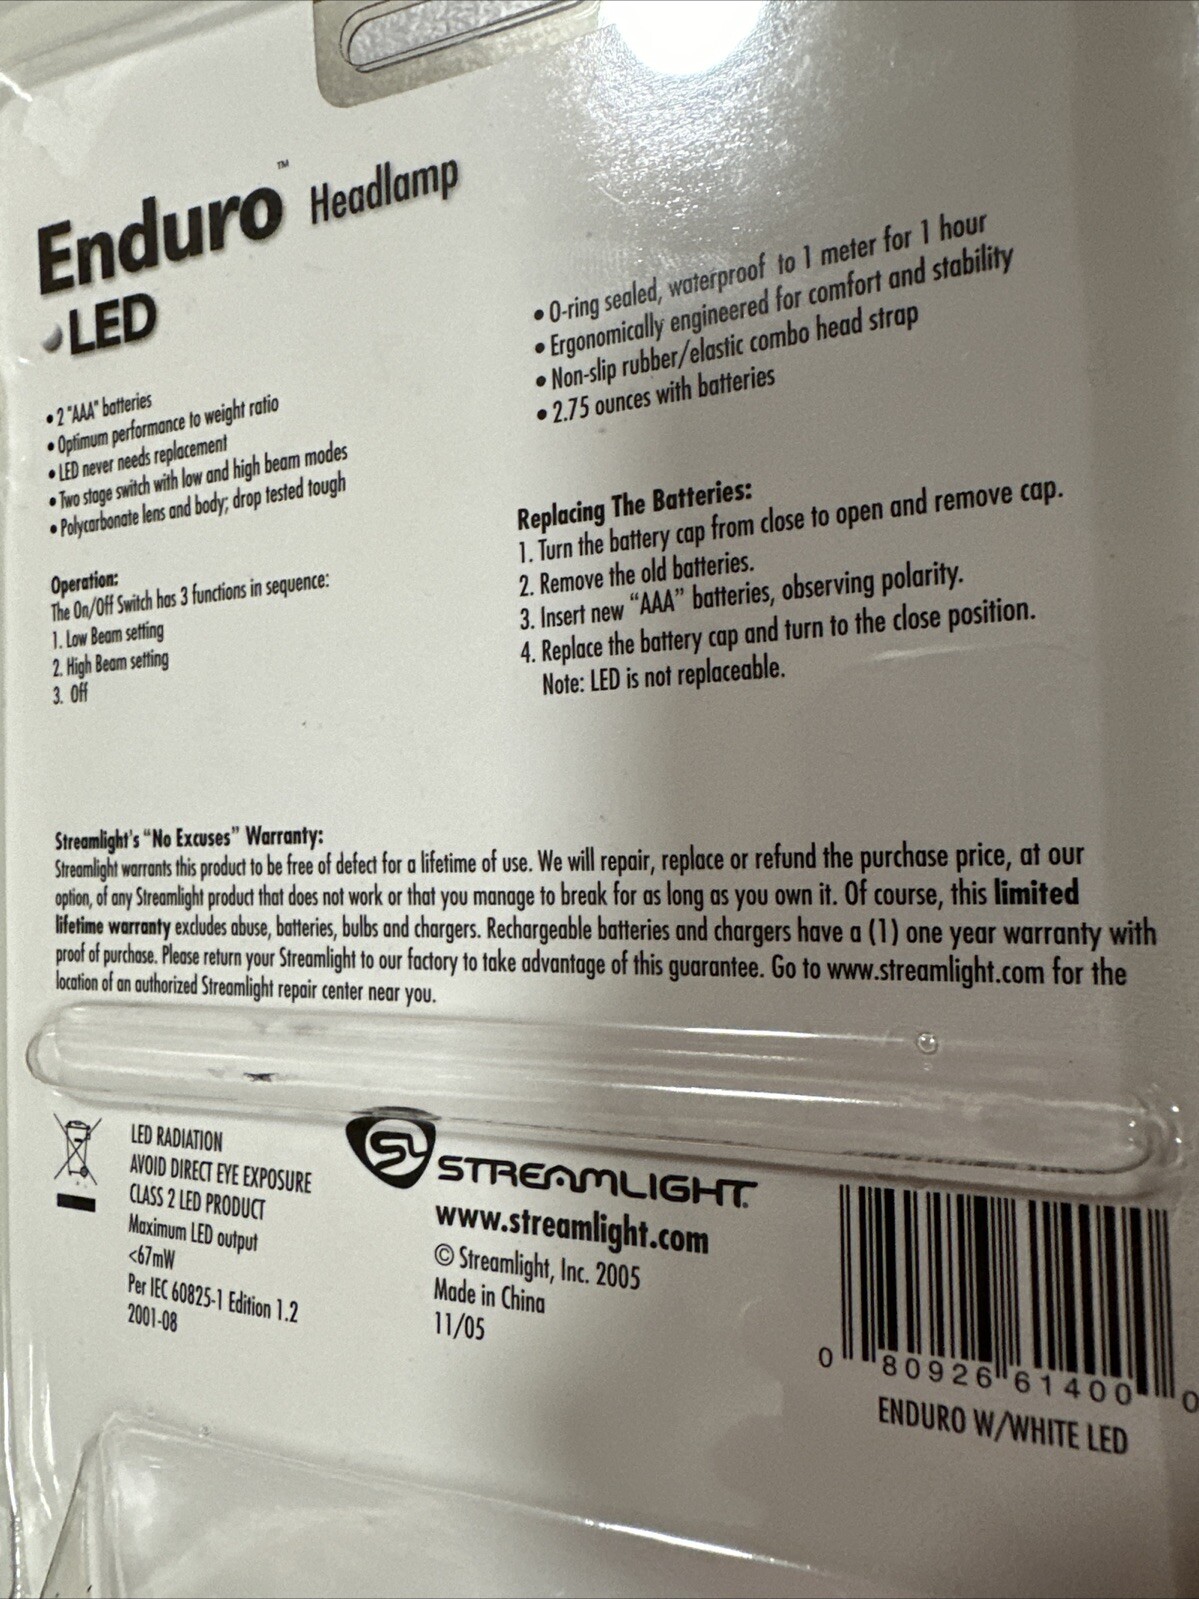 Enduro™ Headlamp
LED
• 2 "AAA" batteries
• Optimum performance to weight ratio
• LED never needs replacement
• Two stage switch with low and high beam modes
• Polycarbonate lens and body; drop tested tough
Operation:
The On/Off Switch has 3 functions in sequence:
1. Low Beam setting
2. High Beam setting
3. Off
• O-ring sealed, waterproof to 1 meter for 1 hour
• Ergonomically engineered for comfort and stability
• Non-slip rubber/elastic combo head strap
• 2.75 ounces with batteries
Replacing The Batteries:
1. Turn the battery cap from close to open and remove cap.
2. Remove the old batteries.
3. Insert new “AAA” batteries, observing polarity.
4. Replace the battery cap and turn to the close position.
Note: LED is not replaceable.
Streamlight's “No Excuses” Warranty:
Streamlight warrants this product to be free of defect for a lifetime of use. We will repair, replace or refund the purchase price, at our
option, of any Streamlight product that does not work or that you manage to break for as long as you own it. Of course, this limited
lifetime warranty excludes abuse, batteries, bulbs and chargers. Rechargeable batteries and chargers have a (1) one year warranty with
proof of purchase. Please return your Streamlight to our factory to take advantage of this guarantee. Go to www.streamlight.com for the
location of an authorized Streamlight repair center near you.
LED RADIATION
AVOID DIRECT EYE EXPOSURE
CLASS 2 LED PRODUCT
Maximum LED output
<67mW
Per IEC 60825-1 Edition 1.2
2001-08
STREAMLIGHT®
www.streamlight.com
© Streamlight, Inc. 2005
Made in China
11/05
0 80926 61400 0
ENDURO W/WHITE LED